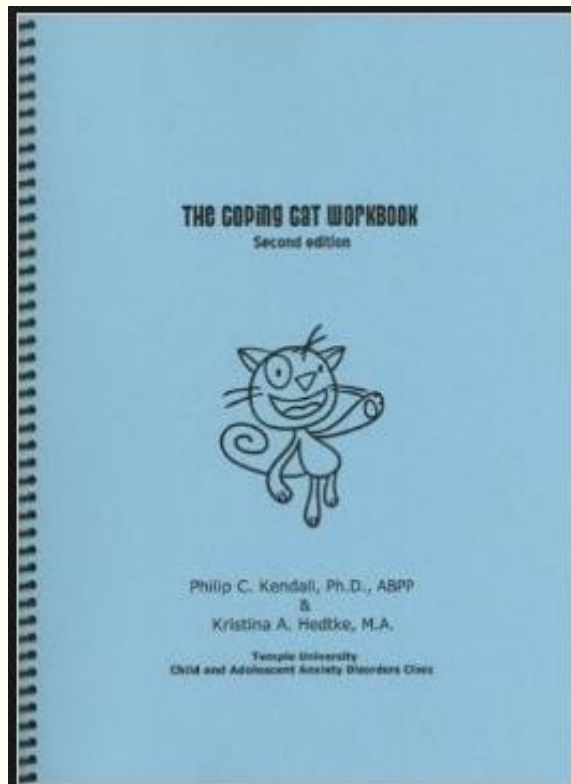 THE COPING CAT WORKBOOK
Second edition
Philip C. Kendall, Ph.D., ABPP
&
Kristina A. Hedtke, M.A.
Temple University
Child and Adolescent Anxiety Disorders Clinic